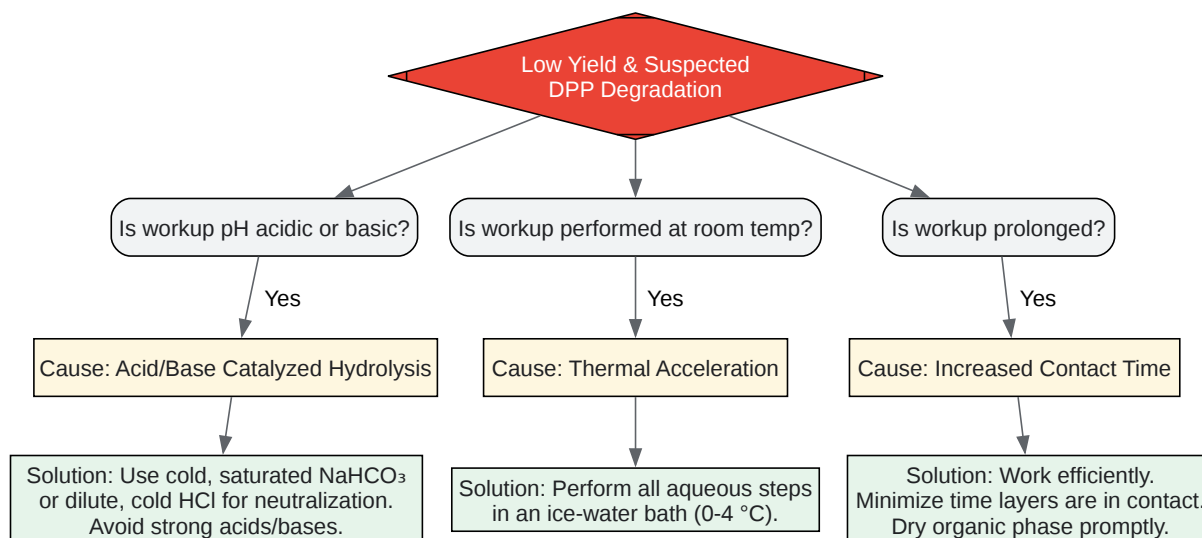 Low Yield & Suspected
DPP Degradation
Is workup pH acidic or basic?
Is workup performed at room temp?
Is workup prolonged?
Yes
Yes
Yes
Cause: Acid/Base Catalyzed Hydrolysis
Cause: Thermal Acceleration
Cause: Increased Contact Time
Solution: Use cold, saturated NaHCO₃
or dilute, cold HCl for neutralization.
Avoid strong acids/bases.
Solution: Perform all aqueous steps
in an ice-water bath (0-4 °C).
Solution: Work efficiently.
Minimize time layers are in contact.
Dry organic phase promptly.